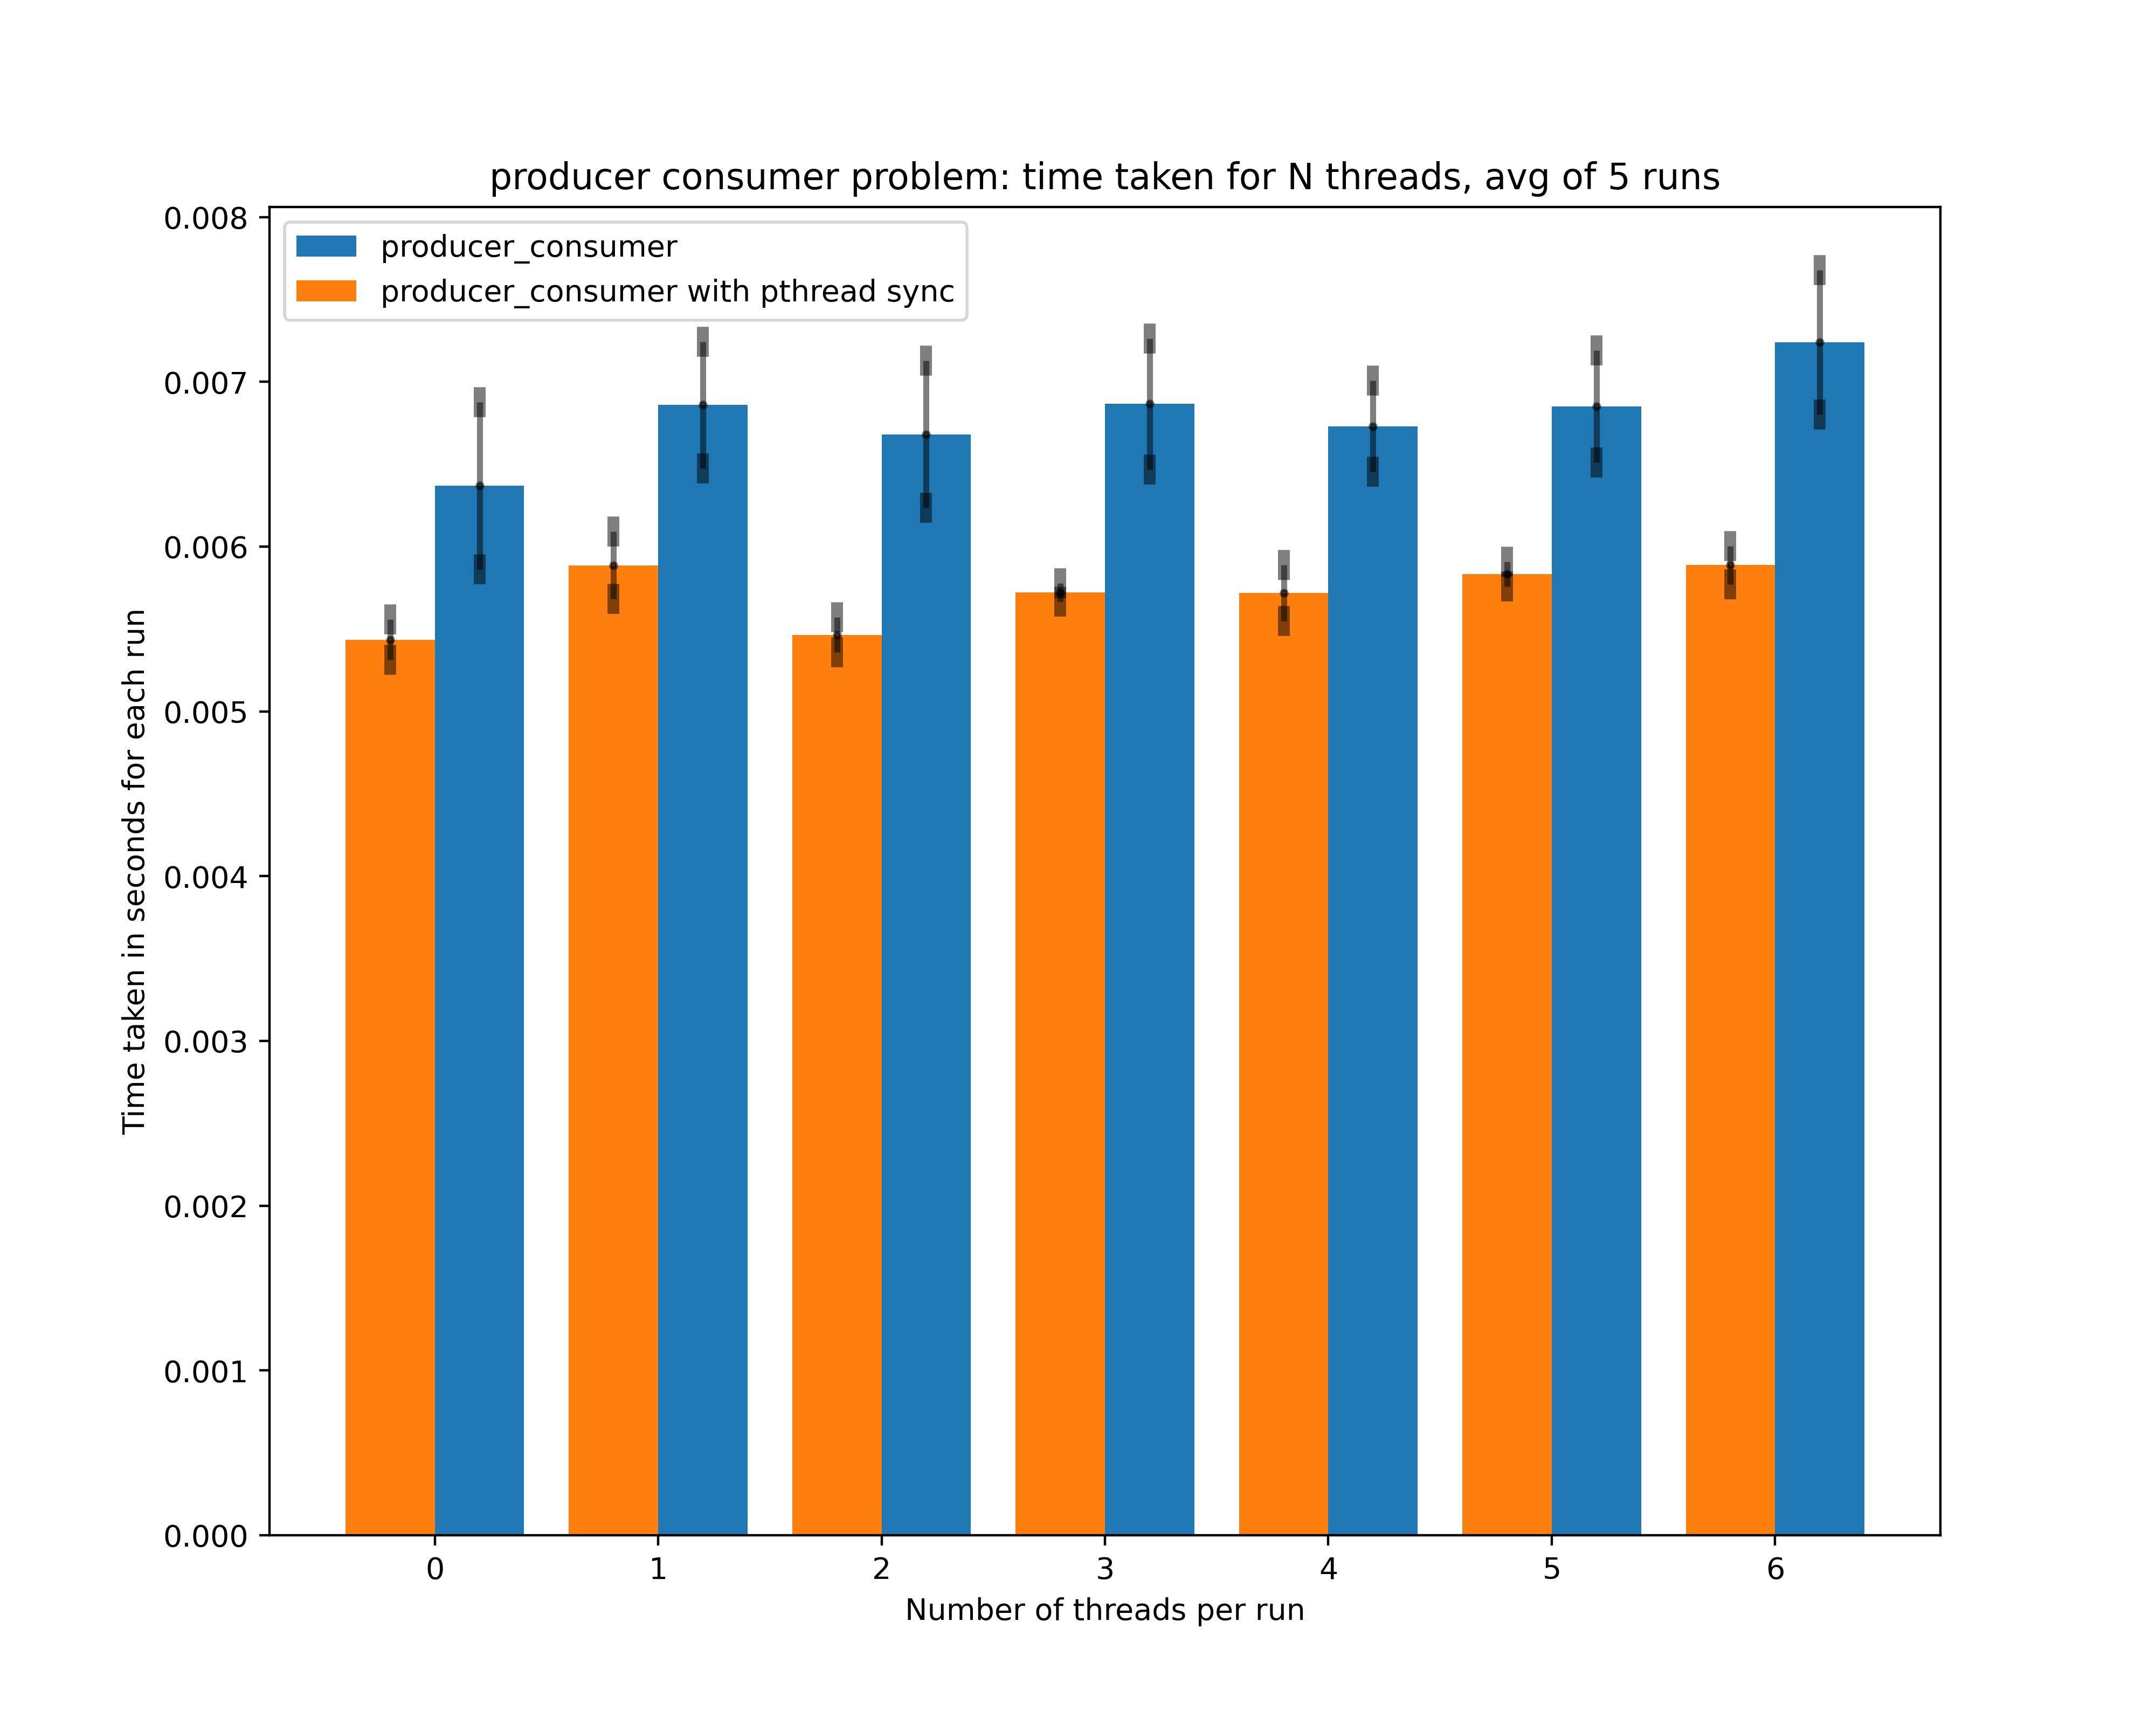 producer consumer problem: time taken for N threads, avg of 5 runs
producer_consumer
producer_consumer with pthread sync
0.008
0.007
0.006
0.005
0.004
0.003
0.002
0.001
0.000
Time taken in seconds for each run
0 1 2 3 4 5 6
Number of threads per run